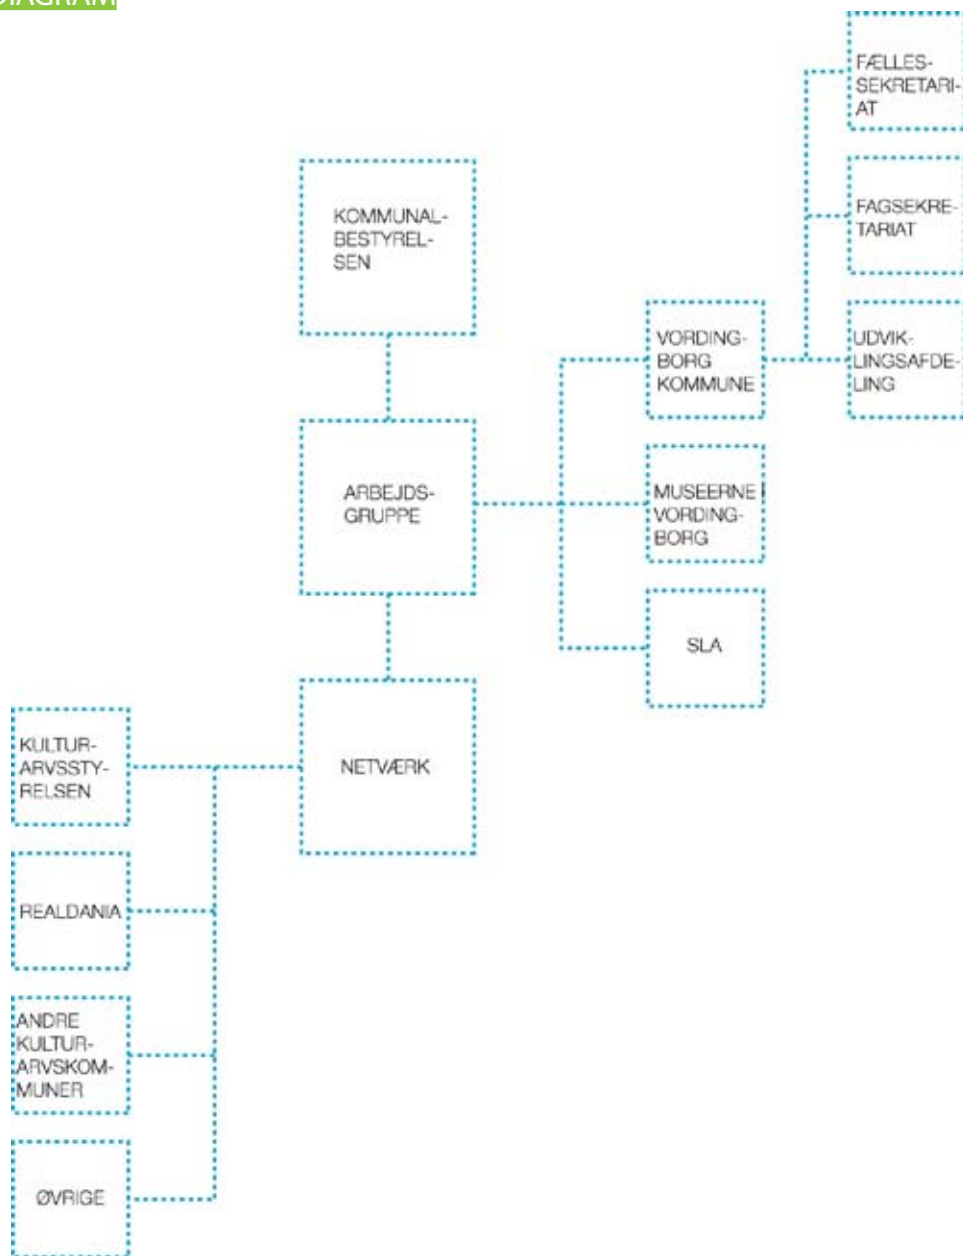 DIAGRAM
FÆLLES-
SEKRETARI-
AT
KOMMUNAL-
BESTYREL-
SEN
FAGSEKRE-
TARIAT
VORDING-
BORG
KOMMUNE
UDVIK-
LINGSAFDE-
LING
ARBEJDS-
GRUPPE
MUSEERNE I
VORDING-
BORG
SLA
NETVÆRK
KULTUR-
ARVSSTY-
RELSEN
REALDANIA
ANDRE
KULTUR-
ARVSKOM-
MUNER
ØVRIGE